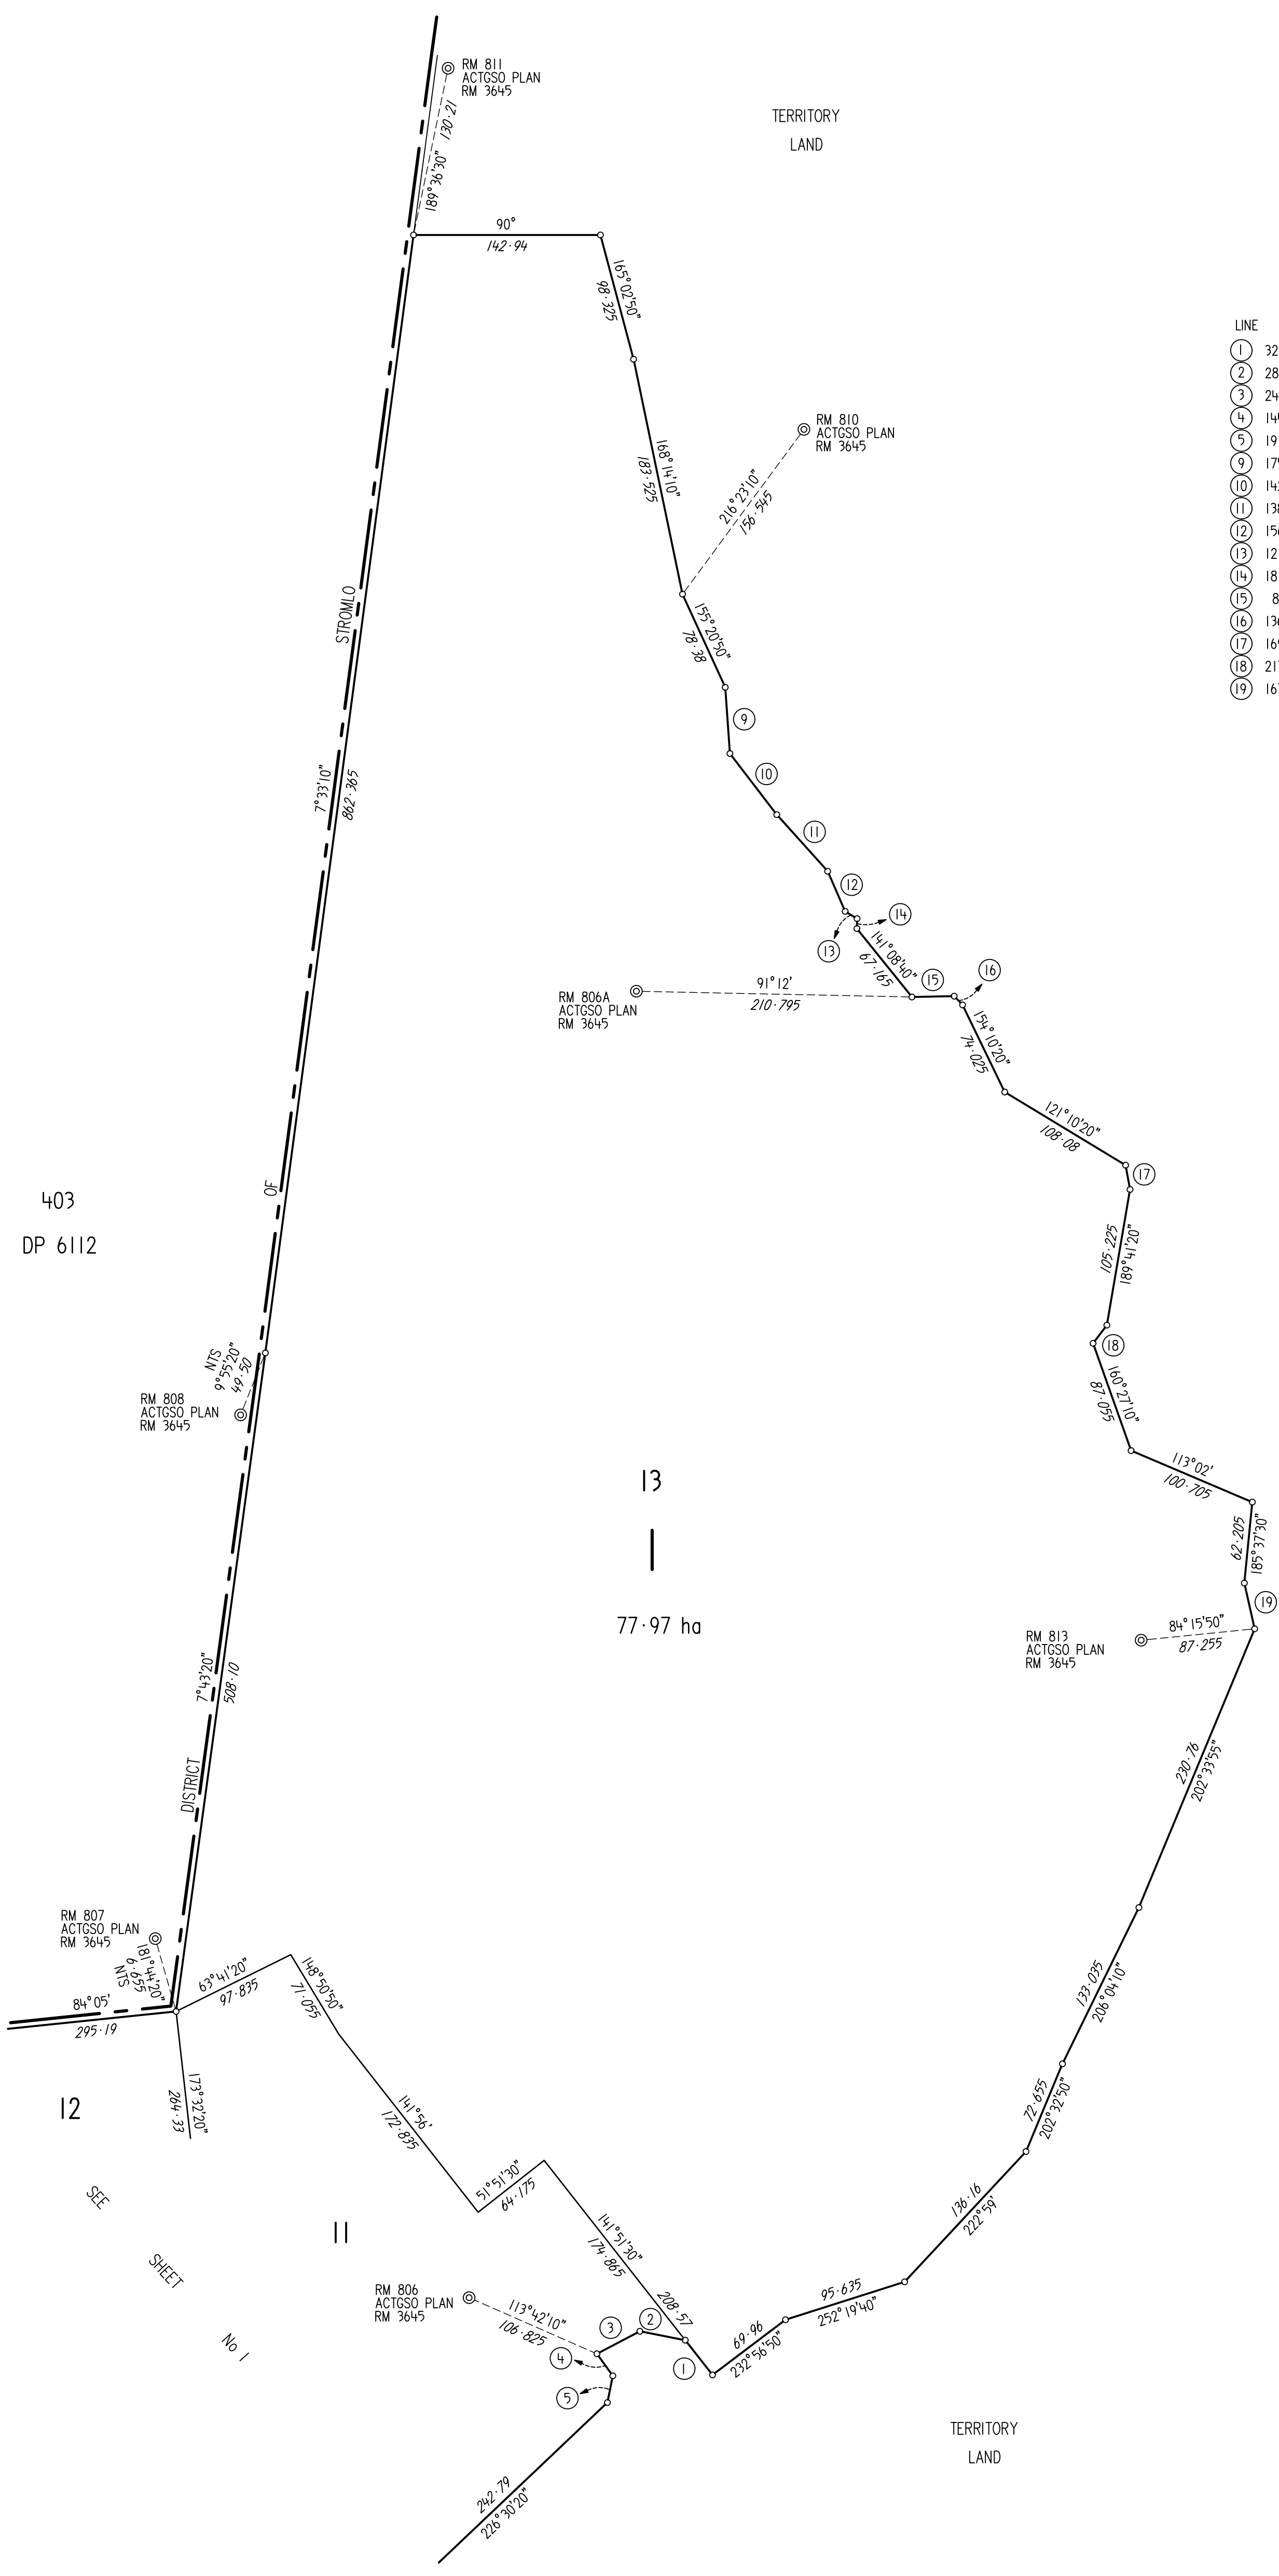 RM 811
ACTGSO PLAN
RM 3645
130·21
189°36'30"
TERRITORY
LAND
90°
142·94
165°02'50"
98·325
LINE
1 32
2 28
3 24
4
5 19
9
10
11
12
13 12
14 18
15 8
16
17
18
19
RM 810
ACTGSO PLAN
RM 3645
168°14'10"
183·525
216°23'10"
156·545
STROMLO
155°20'50"
78·38
7°33'10"
862·365
9
10
11
12
14
13
141°08'40"
67·165
15
16
RM 806A
ACTGSO PLAN
RM 3645
91°12'
210·795
154°10'20"
74·025
121°10'20"
108·08
17
OF
403
DP 6112
105·225
189°41'20"
NTS
9°55'20"
49·50
18
RM 808
ACTGSO PLAN
RM 3645
160°27'10"
87·055
113°02'
100·705
13
62·205
185°37'30"
19
77·97 ha
RM 813
ACTGSO PLAN
RM 3645
84°15'50"
87·255
7°43'20"
508·10
230·76
202°33'55"
DISTRICT
RM 807
ACTGSO PLAN
RM 3645
181°44'20"
6·655
NTS
63°41'20"
97·835
148°50'50"
71·055
84°05'
295·19
133·035
206°04'10"
12
173°32'20"
264·33
141°56'
172·835
72·655
202°32'50"
SEE
SHEET
No 1
51°51'30"
64·175
136·16
222°59'
11
141°51'30"
174·865
RM 806
ACTGSO PLAN
RM 3645
113°42'10"
106·825
208·57
95·635
252°19'40"
3
2
69·96
232°56'50"
4
1
5
TERRITORY
LAND
242·79
226°30'20"